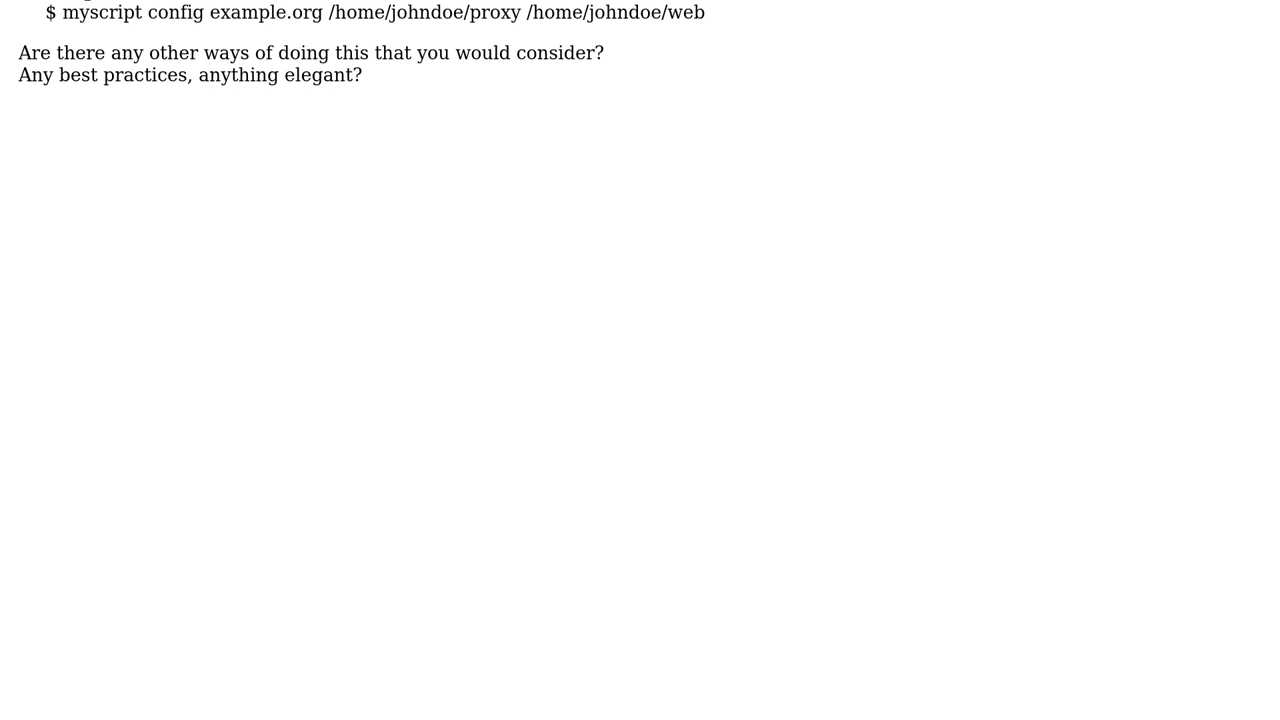 $ myscript config example.org /home/johndoe/proxy /home/johndoe/web
Are there any other ways of doing this that you would consider?
Any best practices, anything elegant?